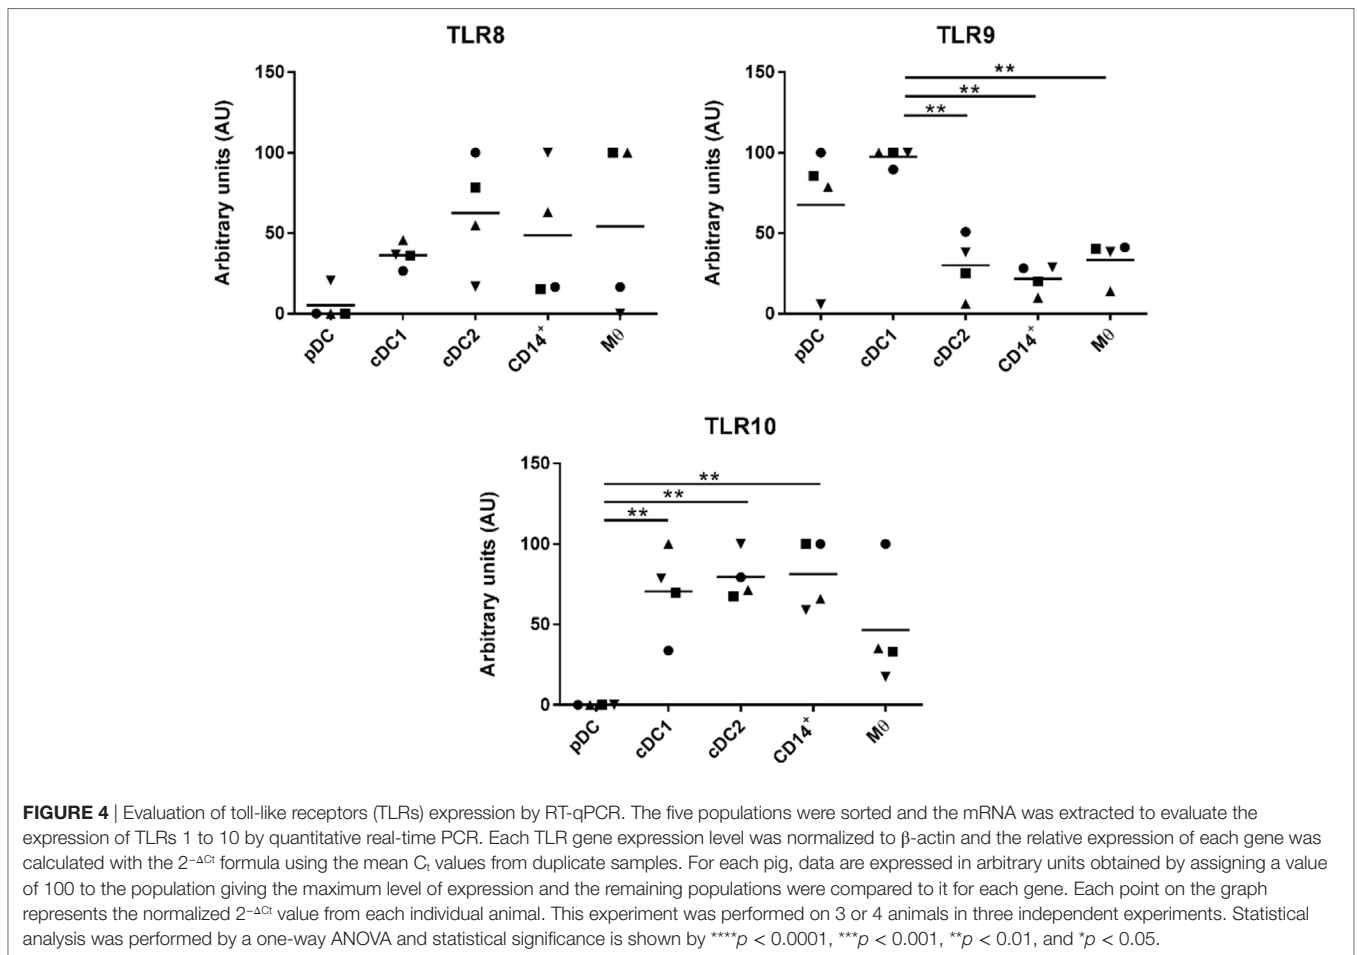 TLR8
TLR9
150
100
50
0
Arbitrary units (AU)
pDC
cDC1
cDC2
CD14+
Mθ
150
100
50
0
Arbitrary units (AU)
**
**
**
pDC
cDC1
cDC2
CD14+
Mθ
TLR10
150
100
50
0
Arbitrary units (AU)
**
**
**
pDC
cDC1
cDC2
CD14+
Mθ
FIGURE 4 | Evaluation of toll-like receptors (TLRs) expression by RT-qPCR. The five populations were sorted and the mRNA was extracted to evaluate the
expression of TLRs 1 to 10 by quantitative real-time PCR. Each TLR gene expression level was normalized to β-actin and the relative expression of each gene was
calculated with the 2−ΔCt formula using the mean Ct values from duplicate samples. For each pig, data are expressed in arbitrary units obtained by assigning a value
of 100 to the population giving the maximum level of expression and the remaining populations were compared to it for each gene. Each point on the graph
represents the normalized 2−ΔCt value from each individual animal. This experiment was performed on 3 or 4 animals in three independent experiments. Statistical
analysis was performed by a one-way ANOVA and statistical significance is shown by ****p < 0.0001, ***p < 0.001, **p < 0.01, and *p < 0.05.